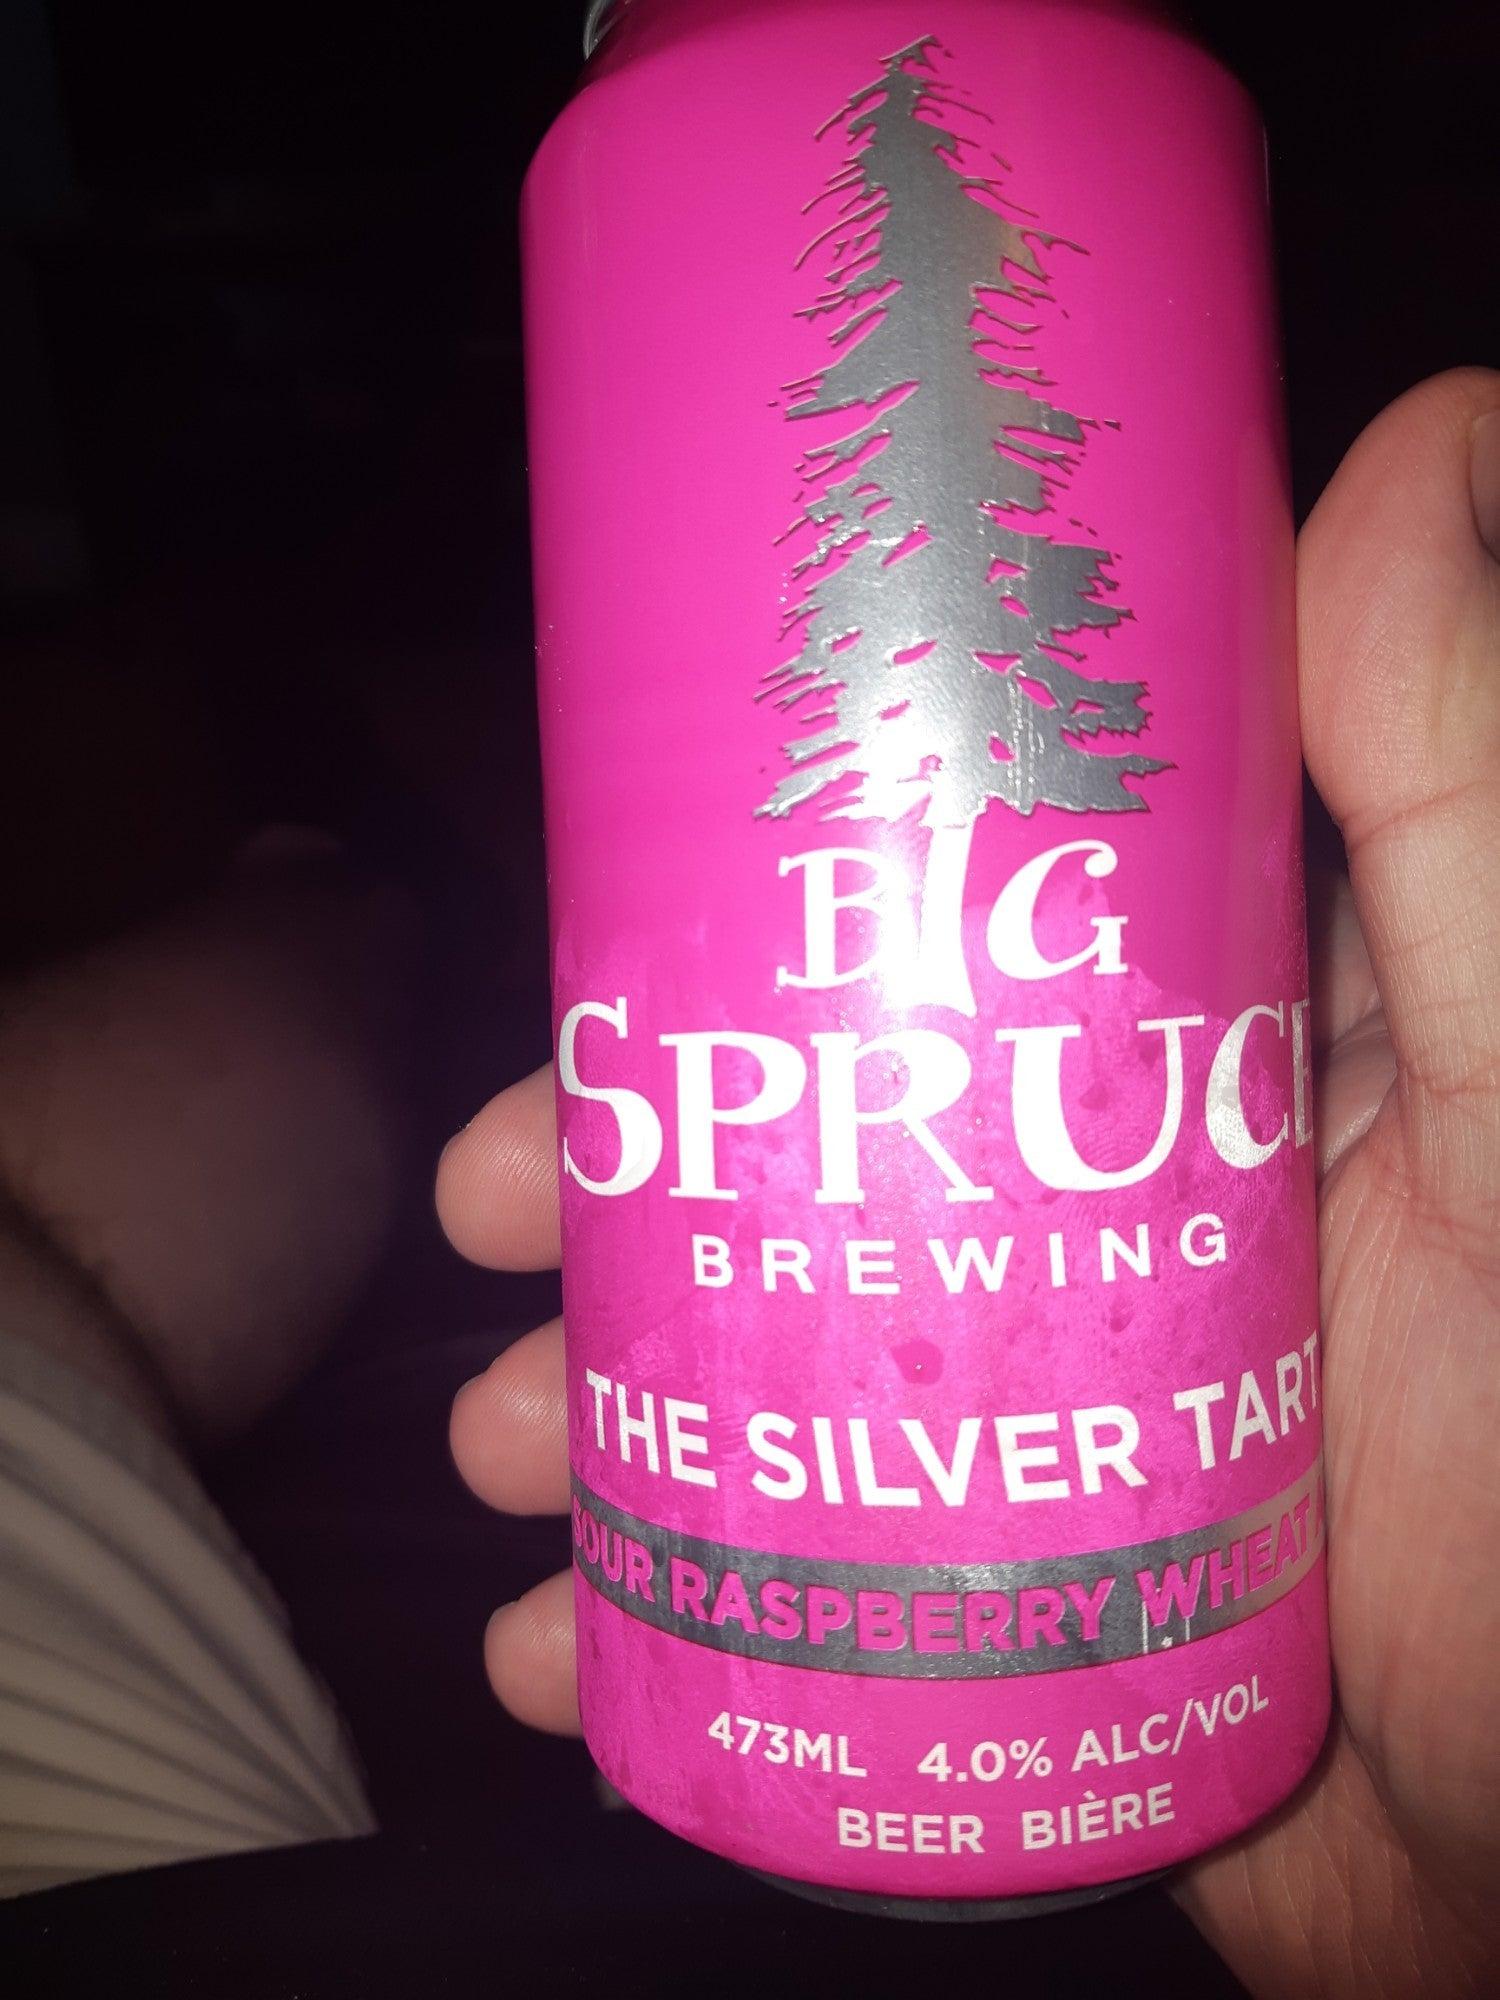 BIG
SPRUCE
BREWING
THE SILVER TART
SOUR RASPBERRY WHEAT
473ML 4.0% ALC/VOL
BEER BIÈRE